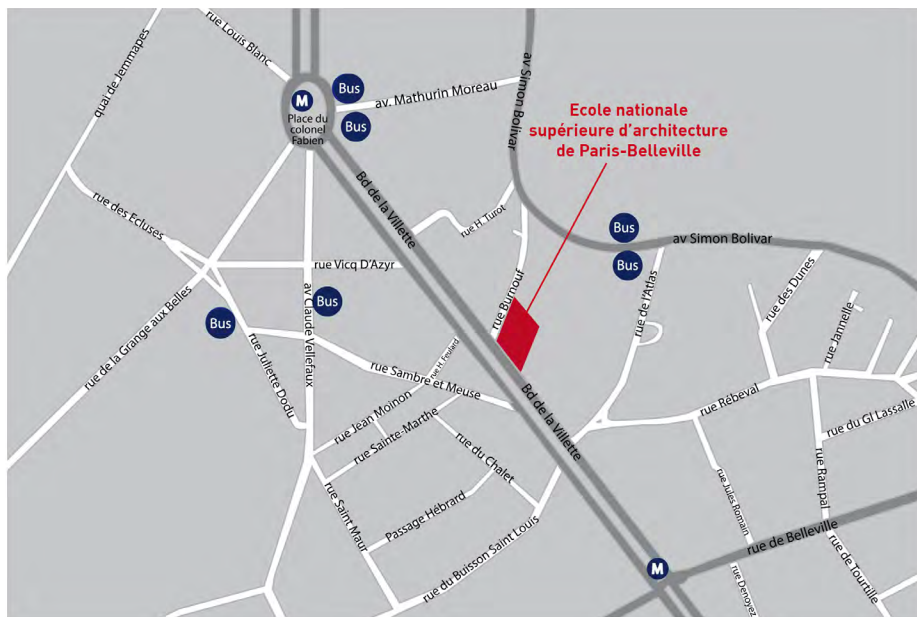 rue Louis Blanc
quai de Jemmapes
M
Place du
colonel
Fabien
Bus
Bus
av. Mathurin Moreau
av Simon Bolivar
Ecole nationale
supérieure d'architecture
de Paris-Belleville
Bd de la Villette
rue des Ecluses
rue H. Turot
Bus
Bus
av Simon Bolivar
rue Vicq D'Azyr
rue Burnouf
rue de l'Atlas
rue des Dunes
av Claude Vellefaux
Bus
Bus
rue de la Grange aux Belles
rue Juliette Dodu
rue H. Feulard
rue Sambre et Meuse
rue Jannelle
rue Jean Moinon
rue Sainte-Marthe
Bd de la Villette
rue Rébeval
rue du Gl Lassalle
rue du Chalet
rue Saint Maur
Passage Hébrard
rue Jules Romain
rue Rampal
rue du Buisson Saint Louis
M
rue de Belleville
rue Denoyez
rue de Tourtille